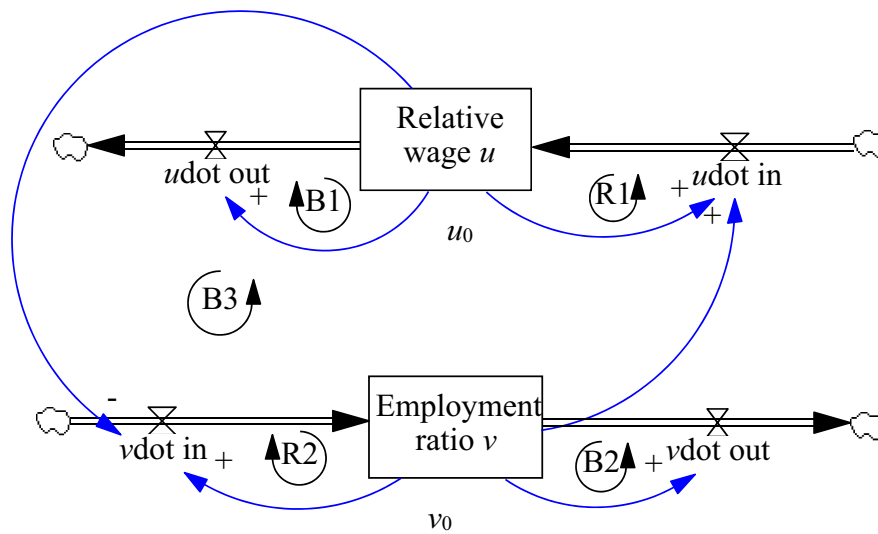 Relative
wage u
udot out
+
B1
R1
+
udot in
+
u0
B3
-
Employment
ratio v
vdot in
+
R2
B2
+
vdot out
v0